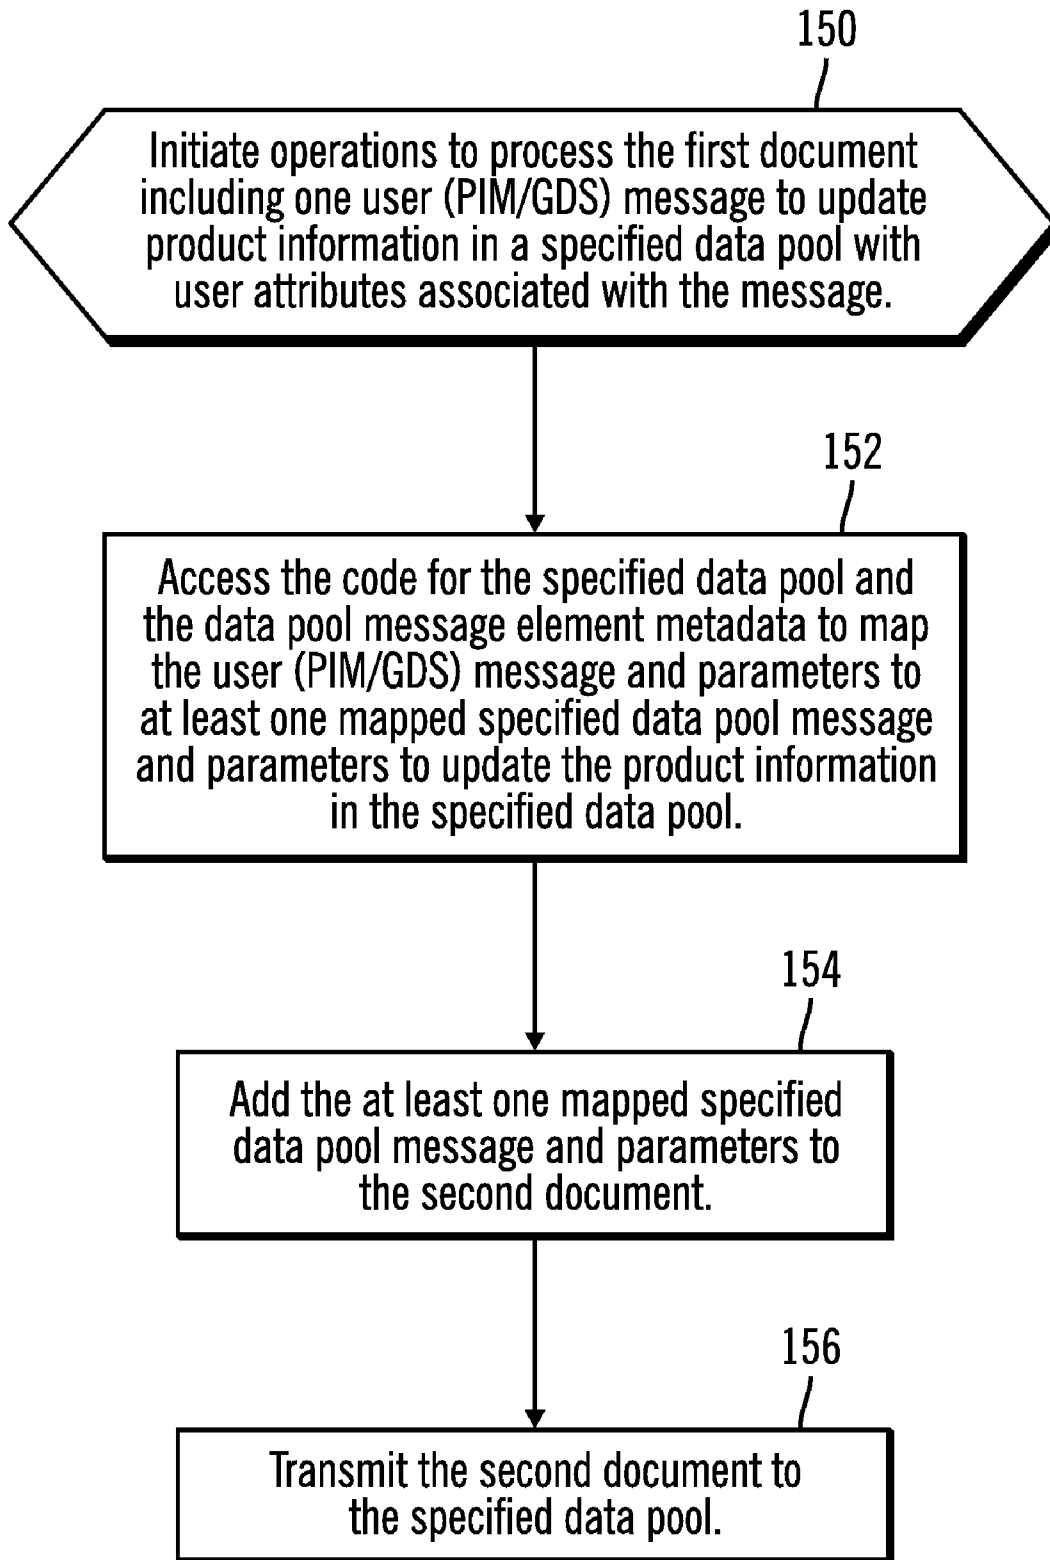 150
Initiate operations to process the first document
including one user (PIM/GDS) message to update
product information in a specified data pool with
user attributes associated with the message.
152
Access the code for the specified data pool and
the data pool message element metadata to map
the user (PIM/GDS) message and parameters to
at least one mapped specified data pool message
and parameters to update the product information
in the specified data pool.
154
Add the at least one mapped specified
data pool message and parameters to
the second document.
156
Transmit the second document to
the specified data pool.